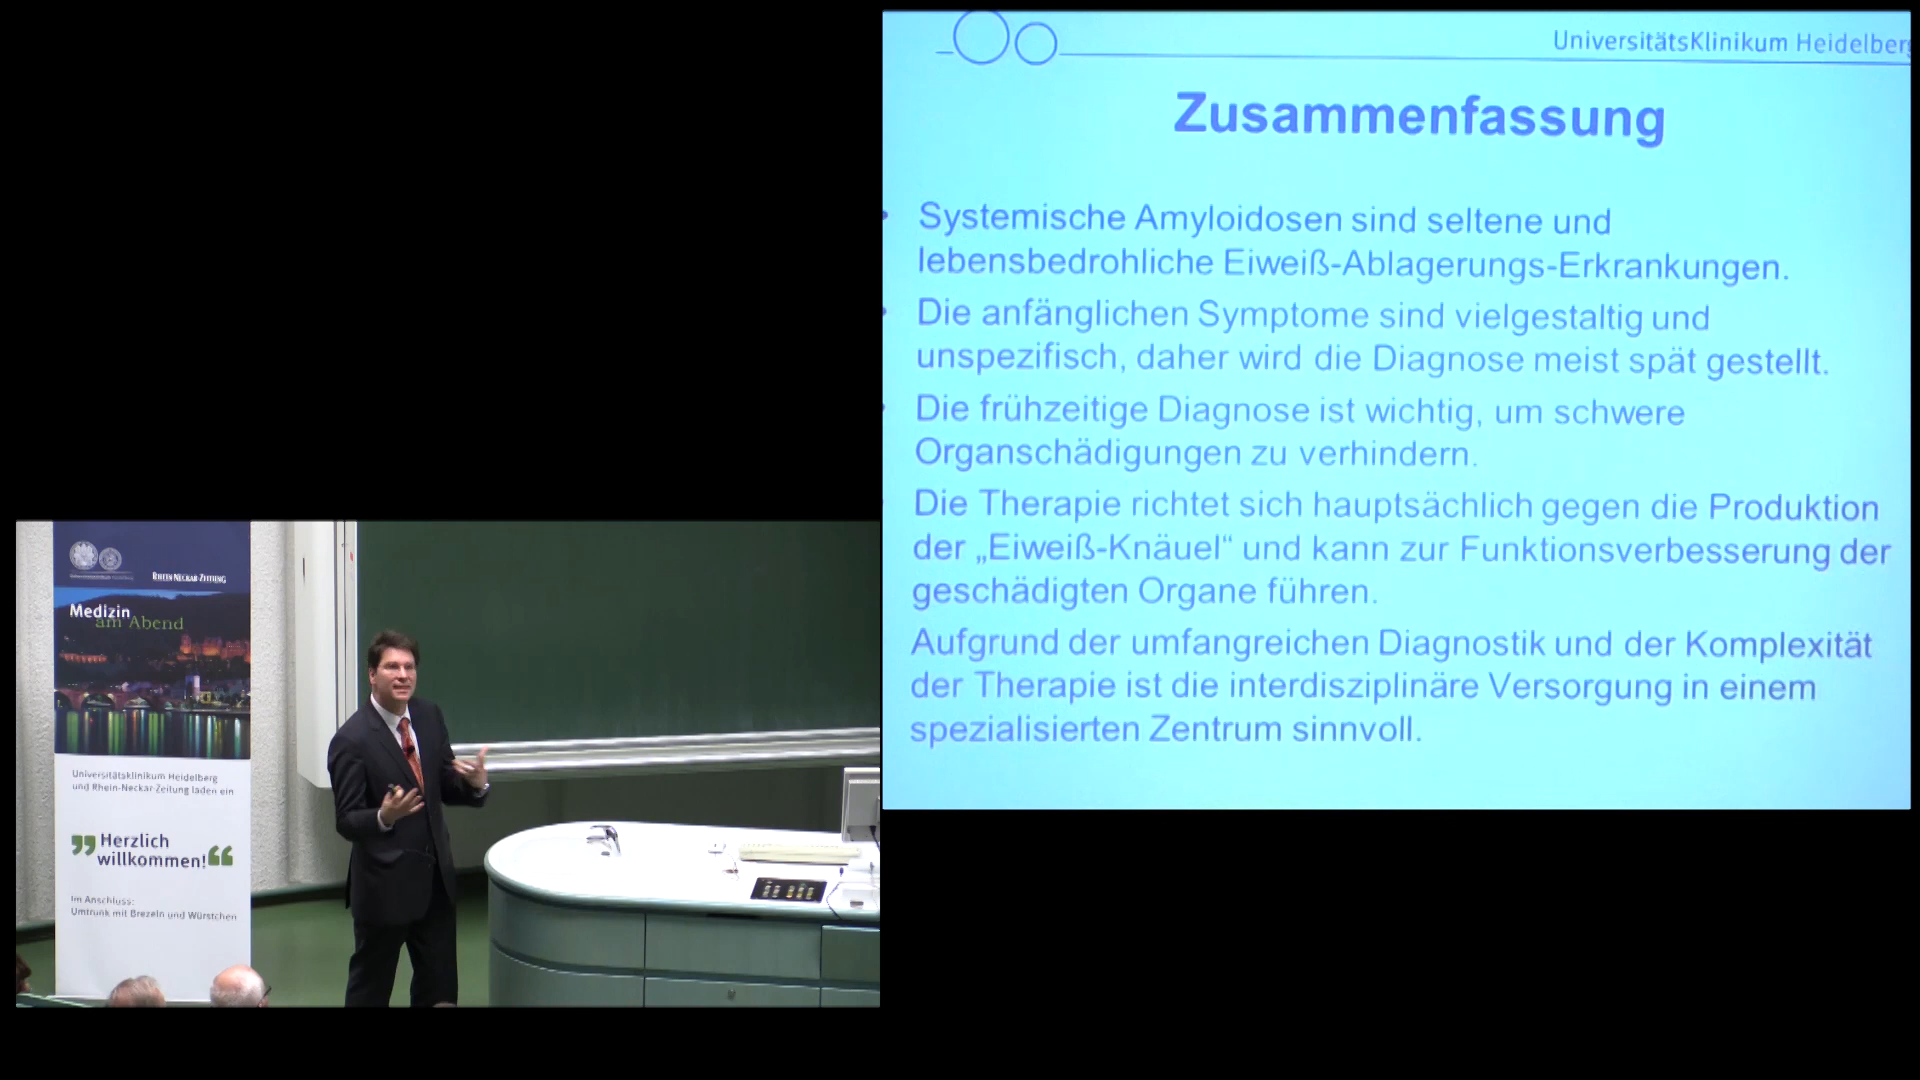 UniversitätsKlinikum Heidelberg
Zusammenfassung
• Systemische Amyloidosen sind seltene und
lebensbedrohliche Eiweiß-Ablagerungs-Erkrankungen.
• Die anfänglichen Symptome sind vielgestaltig und
unspezifisch, daher wird die Diagnose meist spät gestellt.
• Die frühzeitige Diagnose ist wichtig, um schwere
Organschädigungen zu verhindern.
Die Therapie richtet sich hauptsächlich gegen die Produktion
der „Eiweiß-Knäuel“ und kann zur Funktionsverbesserung der
geschädigten Organe führen.
Aufgrund der umfangreichen Diagnostik und der Komplexität
der Therapie ist die interdisziplinäre Versorgung in einem
spezialisierten Zentrum sinnvoll.
RHEIN-NECKAR-ZEITUNG
Medizin
am Abend
Universitätsklinikum Heidelberg
und Rhein-Neckar-Zeitung laden ein
Herzlich
willkommen!
Im Anschluss:
Umtrunk mit Brezeln und Würstchen